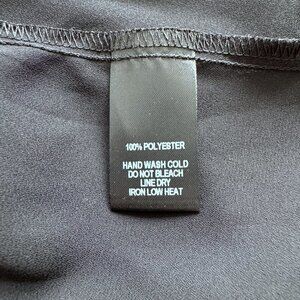 100% POLYESTER
HAND WASH COLD
DO NOT BLEACH
LINE DRY
IRON LOW HEAT